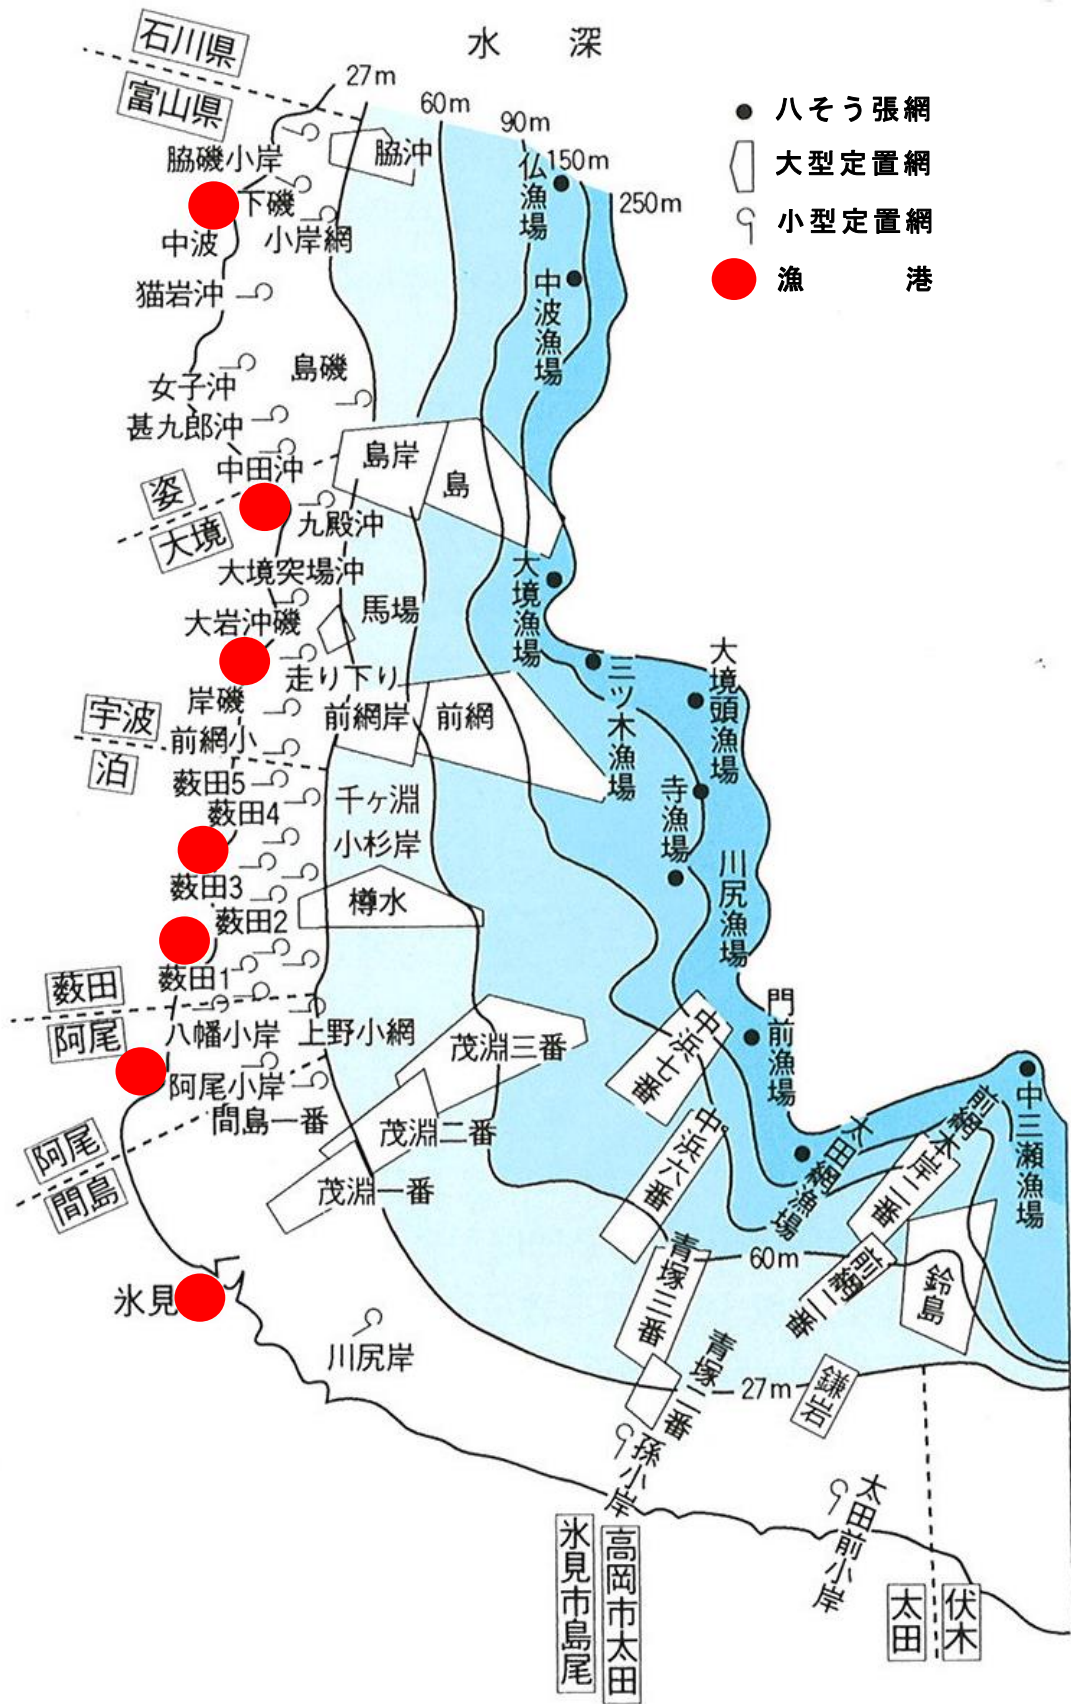 水深
石川県
富山県
27m
60m
90m
150m
250m
八そう張網
大型定置網
小型定置網
漁港
脇沖
仏漁場
脇磯小岸
下磯
中波
小岸網
猫岩沖
中波漁場
島磯
女子沖
甚九郎沖
中田沖
島岸
島
姿
大境
九殿沖
大境突場沖
大境漁場
馬場
大岩沖磯
走り下り
三ツ木漁場
大境頭漁場
岸磯
前網岸
前網
宇波
前網小
泊
薮田5
千ヶ淵
寺漁場
薮田4
小杉岸
川尻漁場
薮田3
樽水
薮田2
薮田1
薮田
阿尾
八幡小岸
上野小網
茂淵三番
中浜七番
門前漁場
阿尾小岸
間島一番
茂淵二番
中浜六番
太田網漁場
前網本岸二番
中三瀬漁場
阿尾
間島
茂淵一番
60m
青塚三番
前網二番
鈴島
氷見
川尻岸
青塚二番
27m
鎌岩
孫小岸
太田前小岸
氷見市島尾
高岡市太田
太田
伏木